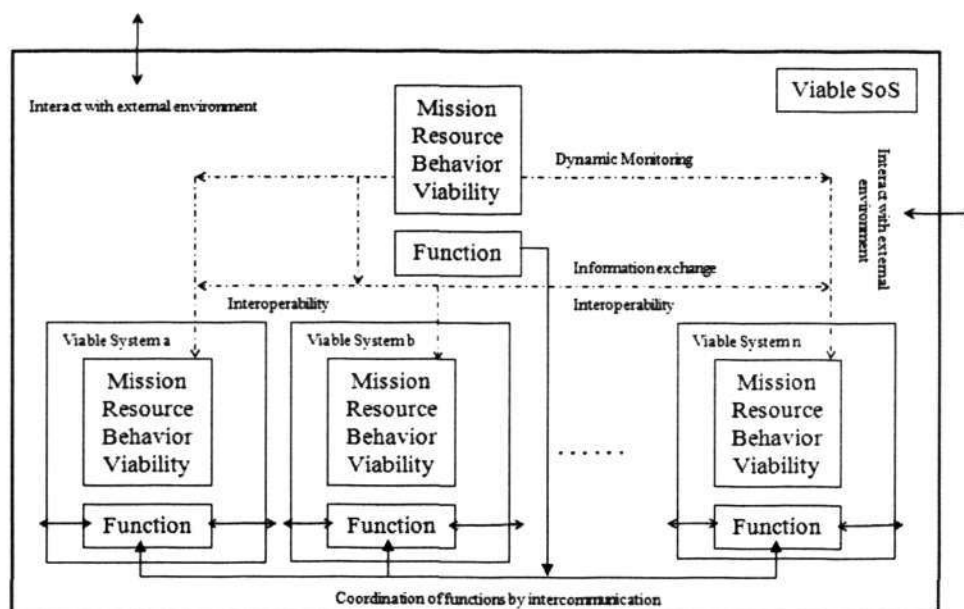 Viable SoS
Interact with external environment
Mission
Resource
Behavior
Viability
Dynamic Monitoring
Interact with external
environment
Function
Information exchange
Interoperability
Interoperability
Viable System a
Mission
Resource
Behavior
Viability
Function
Viable System b
Mission
Resource
Behavior
Viability
Function
......
Viable System n
Mission
Resource
Behavior
Viability
Function
Coordination of functions by intercommunication